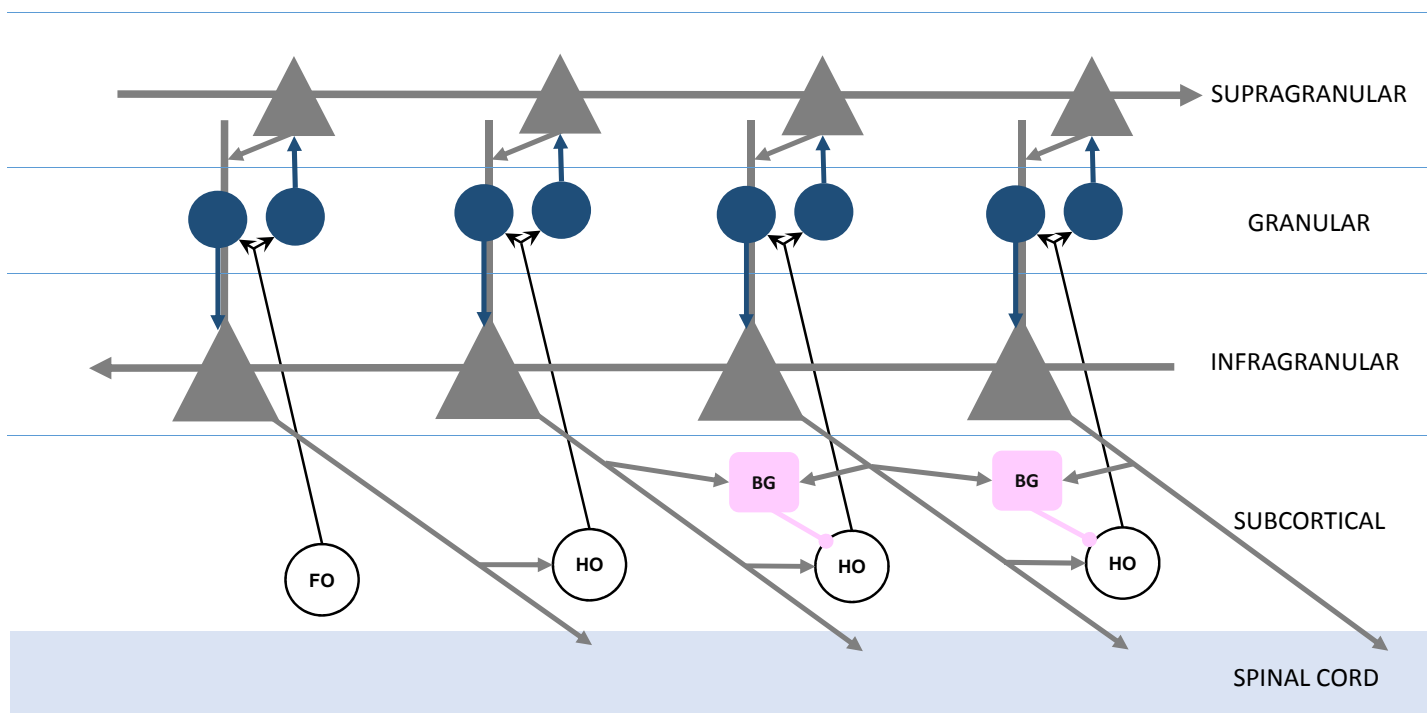 SUPRAGRANULAR
GRANULAR
INFRAGRANULAR
BG
BG
SUBCORTICAL
FO
HO
HO
HO
SPINAL CORD